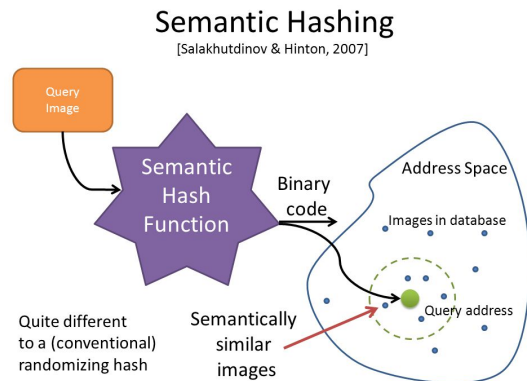 Semantic Hashing
[Salakhutdinov & Hinton, 2007]
Query
Image
Semantic
Hash
Function
Binary
code
Address Space
Images in database
Query address
Semantically
similar
images
Quite different
to a (conventional)
randomizing hash